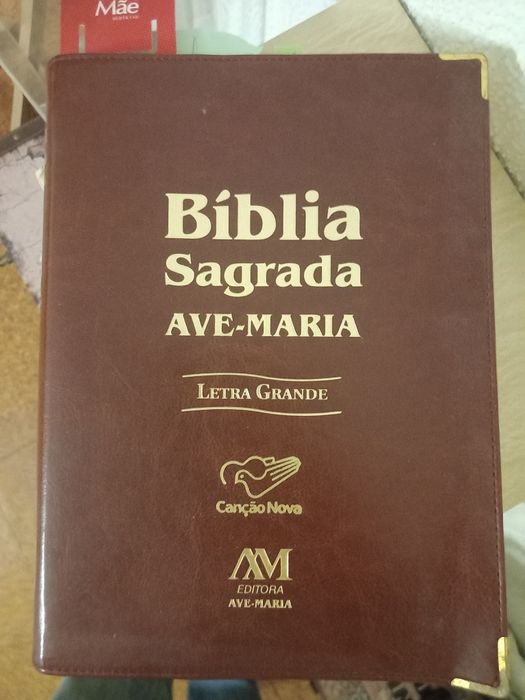 Mãe
Bíblia
Sagrada
AVE-MARIA
LETRA GRANDE
Canção Nova
AM
EDITORA
AVE-MARIA